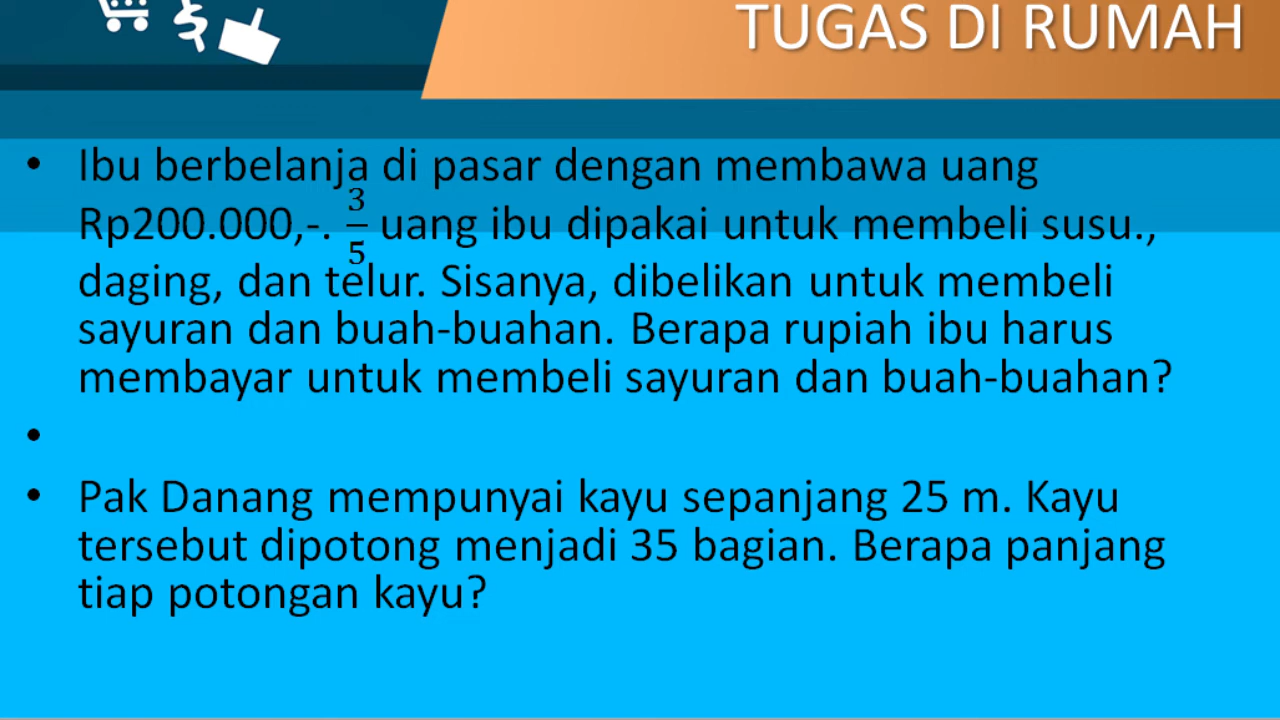 TUGAS DI RUMAH
• Ibu berbelanja di pasar dengan membawa uang
Rp200.000,-. 3/5 uang ibu dipakai untuk membeli susu.,
daging, dan telur. Sisanya, dibelikan untuk membeli
sayuran dan buah-buahan. Berapa rupiah ibu harus
membayar untuk membeli sayuran dan buah-buahan?
•
• Pak Danang mempunyai kayu sepanjang 25 m. Kayu
tersebut dipotong menjadi 35 bagian. Berapa panjang
tiap potongan kayu?